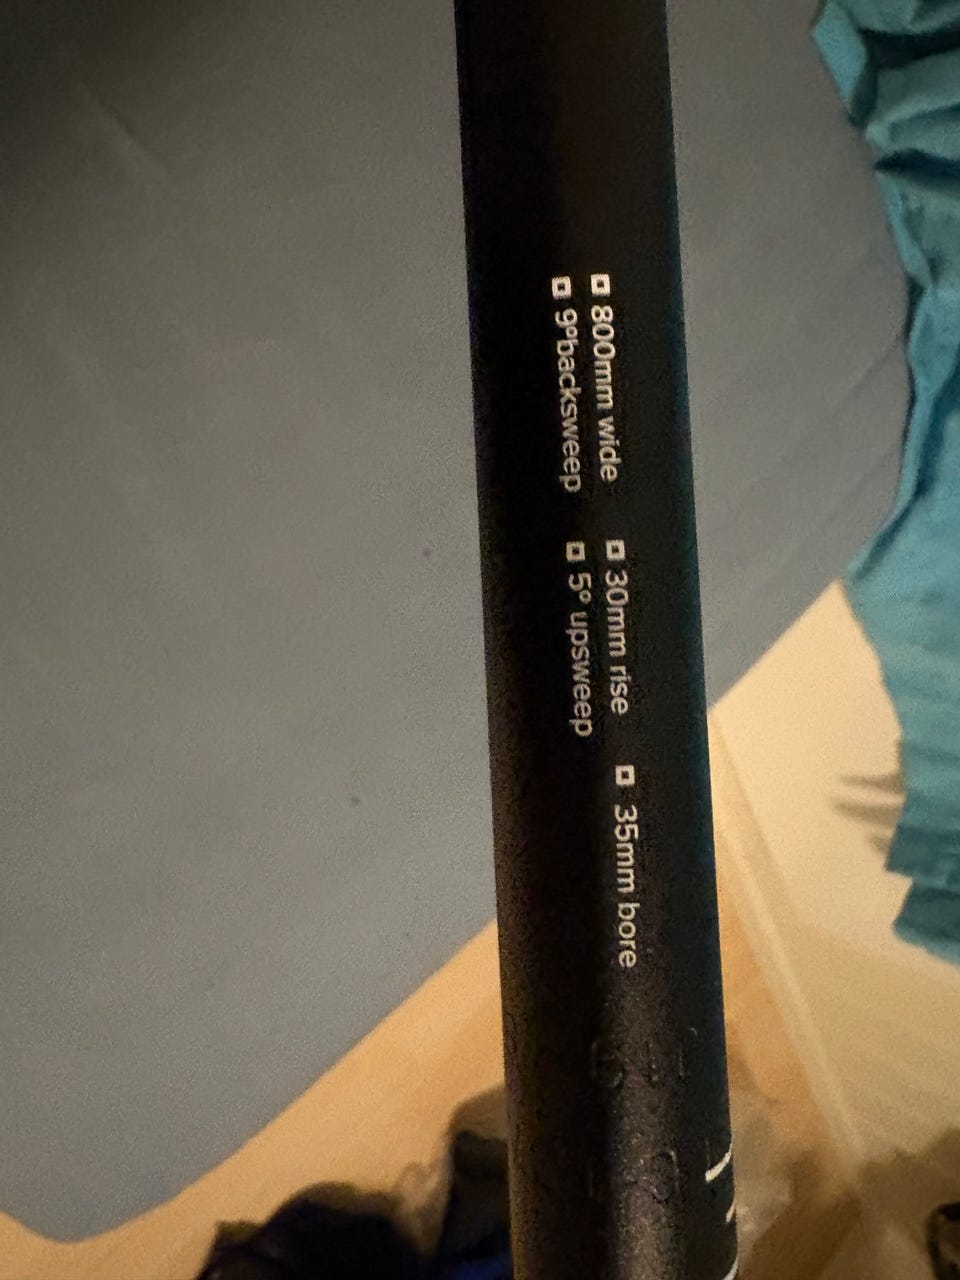 800mm wide 30mm rise 35mm bore
9°backsweep 5° upsweep